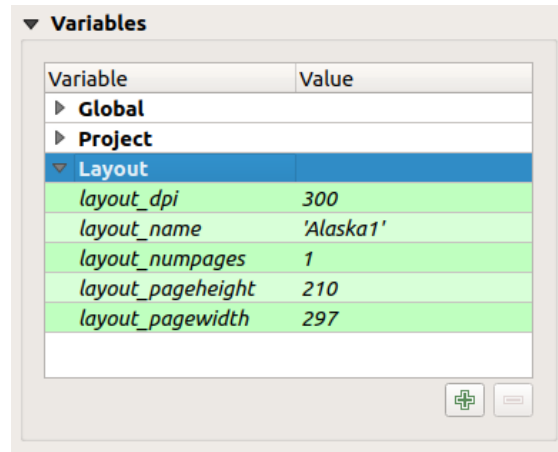 Variables
Variable Value
Global
Project
Layout
layout_dpi 300
layout_name 'Alaska1'
layout_numpages 1
layout_pageheight 210
layout_pagewidth 297